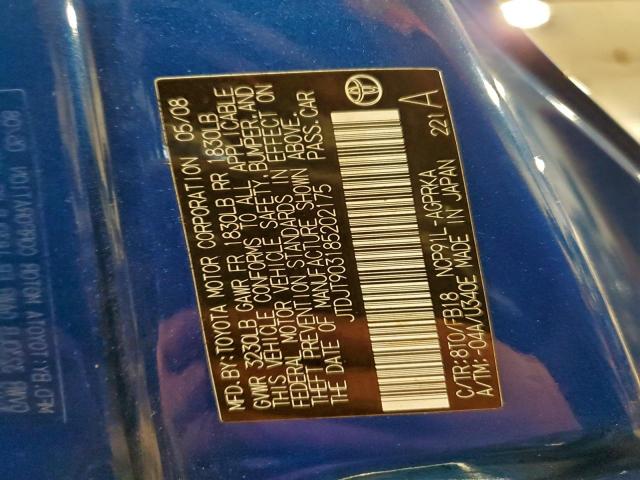 MFD.BY:TOYOTA MOTOR CORPORATION 05/08
GVWR 3230LB GAWR FR 1830LB RR 1830LB
THIS VEHICLE CONFORMS TO ALL APPLICABLE
FEDERAL MOTOR VEHICLE SAFETY, BUMPER, AND
THEFT PREVENTION STANDARDS IN EFFECT ON
THE DATE OF MANUFACTURE SHOWN ABOVE.
JTDJT903185202175 PASS.CAR
C/TR:8T0/FB18 NCP91L-AGPRKA
A/TM:-04A/U340E MADE IN JAPAN 221 A